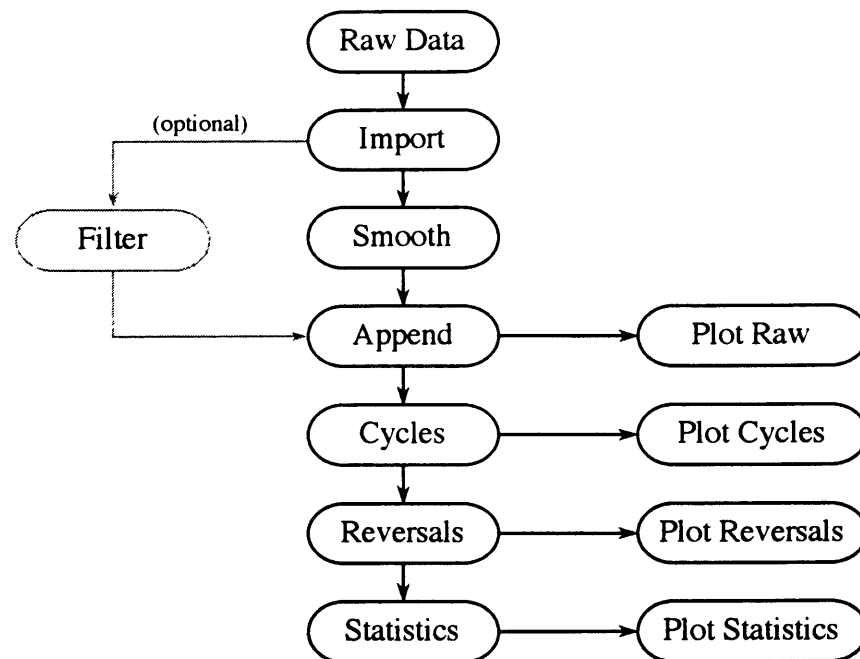 Raw Data
(optional)
Import
Filter
Smooth
Append
Plot Raw
Cycles
Plot Cycles
Reversals
Plot Reversals
Statistics
Plot Statistics